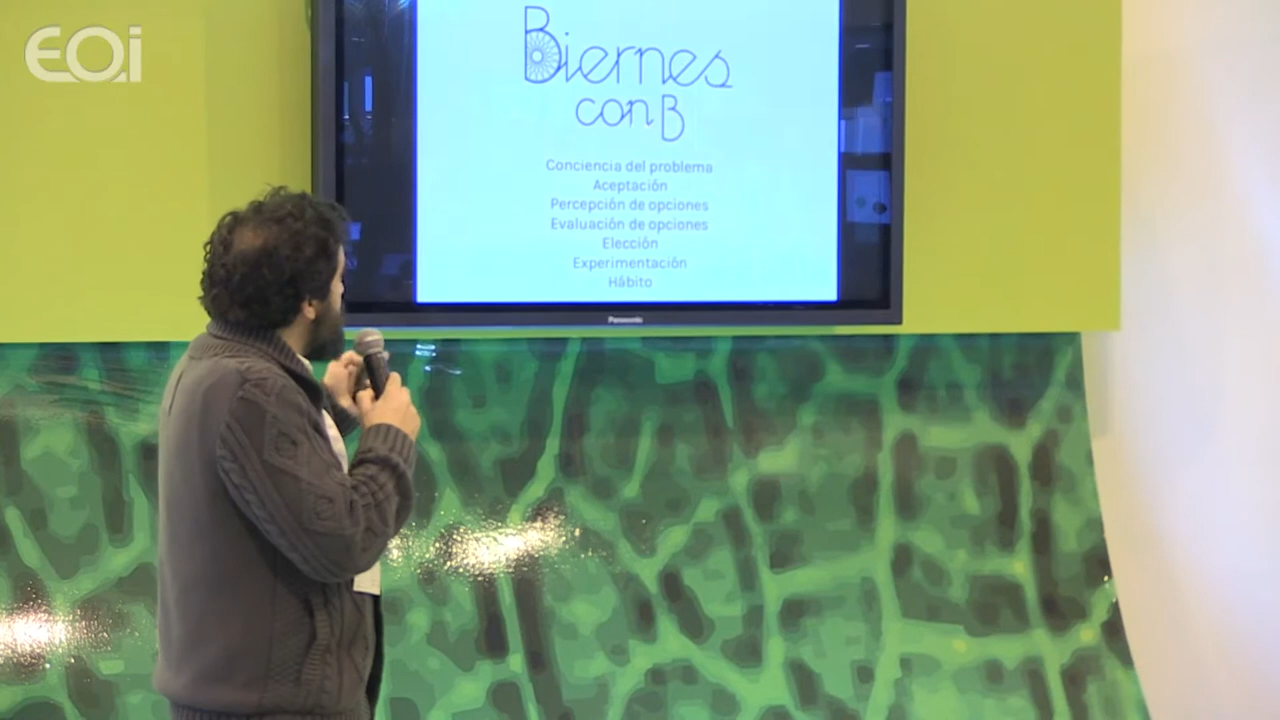 EOi
Biernes
con B
Conciencia del problema
Aceptación
Percepción de opciones
Evaluación de opciones
Elección
Experimentación
Hábito
Panasonic